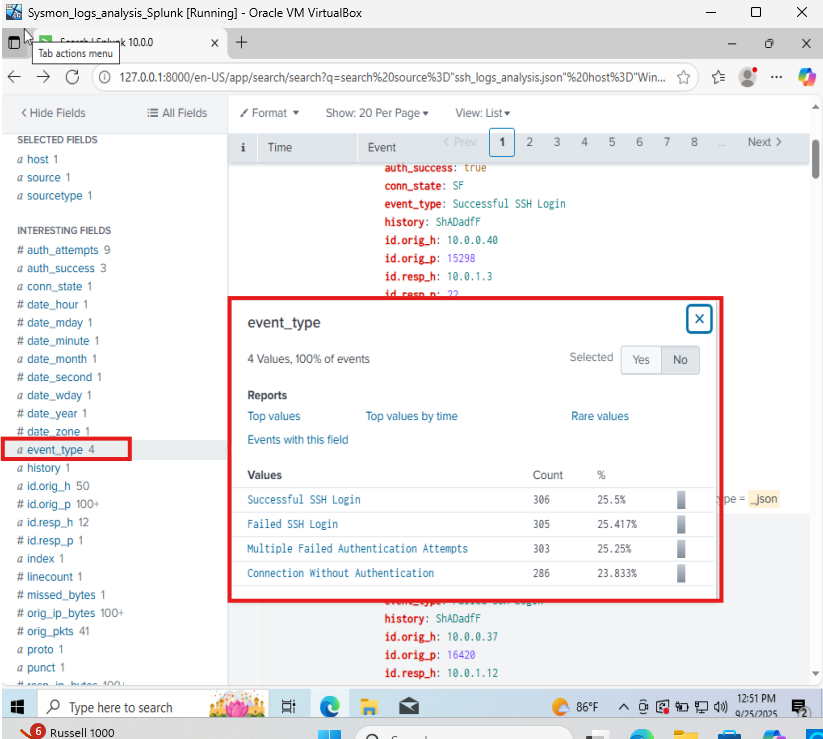 Sysmon_logs_analysis_Splunk [Running] - Oracle VM VirtualBox
Search | Splunk 10.0.0
Tab actions menu
127.0.0.1:8000/en-US/app/search/search?q=search%20source%3D"ssh_logs_analysis.json"%20host%3D"Win...
Hide Fields
All Fields
Format
Show: 20 Per Page
View: List
SELECTED FIELDS
a host 1
a source 1
a sourcetype 1
INTERESTING FIELDS
# auth_attempts 9
a auth_success 3
a conn_state 1
# date_hour 1
# date_mday 1
# date_minute 1
a date_month 1
# date_second 1
a date_wday 1
# date_year 1
# date_zone 1
a event_type 4
a history 1
a id.orig_h 50
# id.orig_p 100+
a id.resp_h 12
# id.resp_p 1
a index 1
# linecount 1
# missed_bytes 1
# orig_ip_bytes 100+
# orig_pkts 41
a proto 1
a punct 1
# resp_ip_bytes 100+
< Prev 1 2 3 4 5 6 7 8 ... Next >
i Time Event
auth_success: true
conn_state: SF
event_type: Successful SSH Login
history: ShADadfF
id.orig_h: 10.0.0.40
id.orig_p: 15298
id.resp_h: 10.0.1.3
id.resp_p: 22
event_type
X
4 Values, 100% of events
Selected Yes No
Reports
Top values Top values by time Rare values
Events with this field
Values Count %
Successful SSH Login 306 25.5%
Failed SSH Login 305 25.417%
Multiple Failed Authentication Attempts 303 25.25%
Connection Without Authentication 286 23.833%
ype = _json
event_type: Failed SSH Login
history: ShADadfF
id.orig_h: 10.0.0.37
id.orig_p: 16420
id.resp_h: 10.0.1.12
Type here to search
86°F
12:51 PM
9/25/2025
2
6
Russell 1000